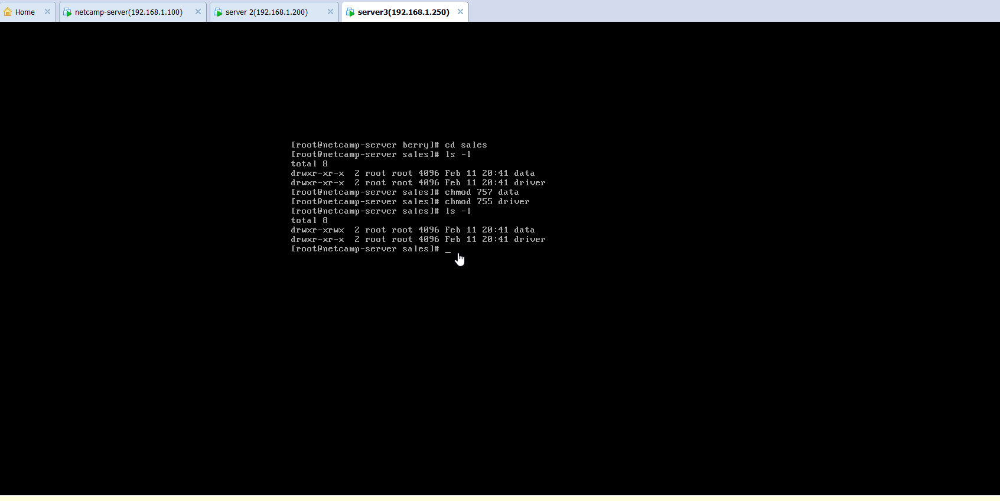 Home netcamp-server(192.168.1.100) server 2(192.168.1.200) server3(192.168.1.250)
[root@netcamp-server berry]# cd sales
[root@netcamp-server sales]# ls -l
total 8
drwxr-xr-x  2 root root 4096 Feb 11 20:41 data
drwxr-xr-x  2 root root 4096 Feb 11 20:41 driver
[root@netcamp-server sales]# chmod 757 data
[root@netcamp-server sales]# chmod 755 driver
[root@netcamp-server sales]# ls -l
total 8
drwxr-xrwx  2 root root 4096 Feb 11 20:41 data
drwxr-xr-x  2 root root 4096 Feb 11 20:41 driver
[root@netcamp-server sales]# _